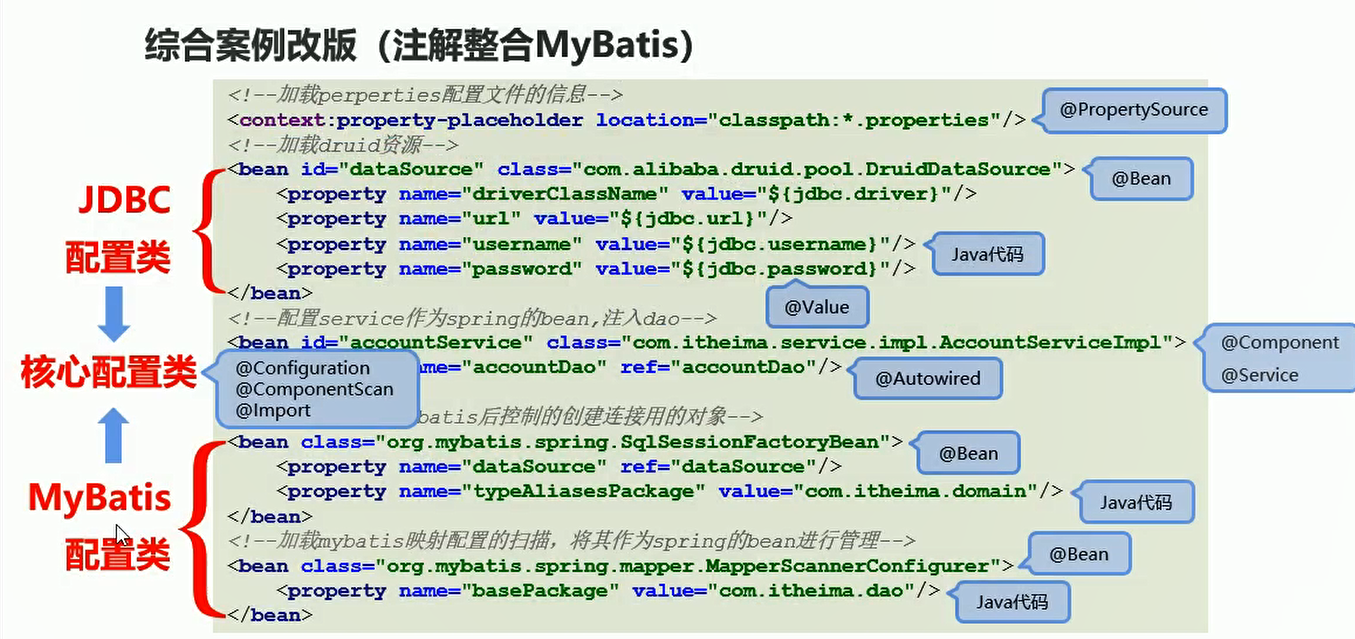 综合案例改版（注解整合MyBatis）
<!--加载perperties配置文件的信息-->
<context:property-placeholder location="classpath:*.properties"/>
@PropertySource
<!--加载druid资源-->
<bean id="dataSource" class="com.alibaba.druid.pool.DruidDataSource">
@Bean
<property name="driverClassName" value="${jdbc.driver}"/>
<property name="url" value="${jdbc.url}"/>
<property name="username" value="${jdbc.username}"/>
Java代码
<property name="password" value="${jdbc.password}"/>
</bean>
@Value
JDBC
配置类
<!--配置service作为spring的bean,注入dao-->
<bean id="accountService" class="com.itheima.service.impl.AccountServiceImpl">
@Component
@Service
核心配置类
@Configuration
@ComponentScan
@Import
me="accountDao" ref="accountDao"/>
@Autowired
batis后控制的创建连接用的对象-->
<bean class="org.mybatis.spring.SqlSessionFactoryBean">
@Bean
<property name="dataSource" ref="dataSource"/>
<property name="typeAliasesPackage" value="com.itheima.domain"/>
Java代码
</bean>
MyBatis
配置类
<!--加载mybatis映射配置的扫描，将其作为spring的bean进行管理-->
<bean class="org.mybatis.spring.mapper.MapperScannerConfigurer">
@Bean
<property name="basePackage" value="com.itheima.dao"/>
Java代码
</bean>